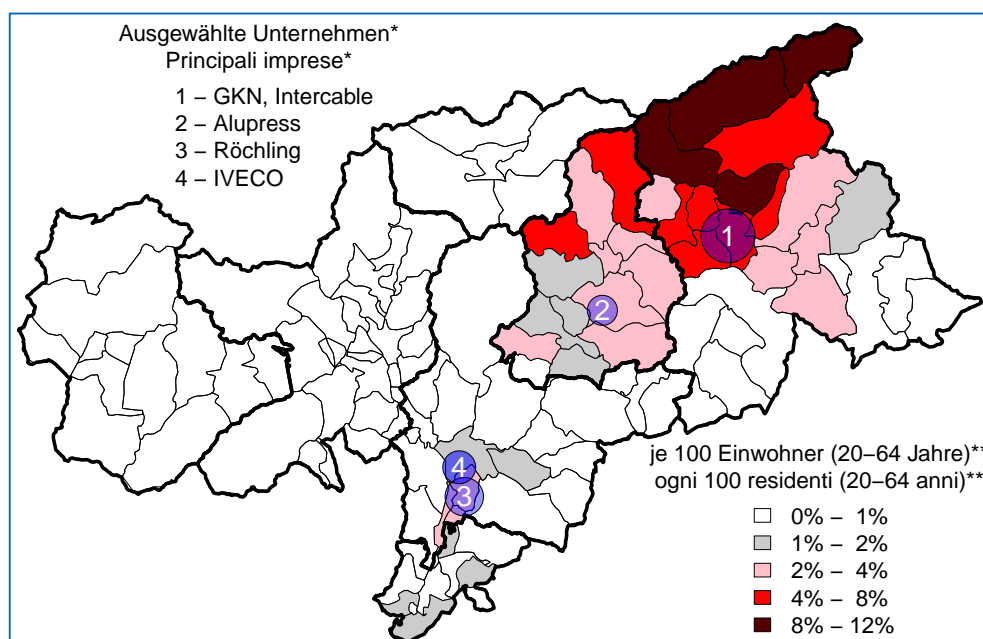 Ausgewählte Unternehmen*
Principali imprese*
1 – GKN, Intercable
2 – Alupress
3 – Röchling
4 – IVECO
1
2
4
3
je 100 Einwohner (20–64 Jahre)**
ogni 100 residenti (20–64 anni)**
0% – 1%
1% – 2%
2% – 4%
4% – 8%
8% – 12%